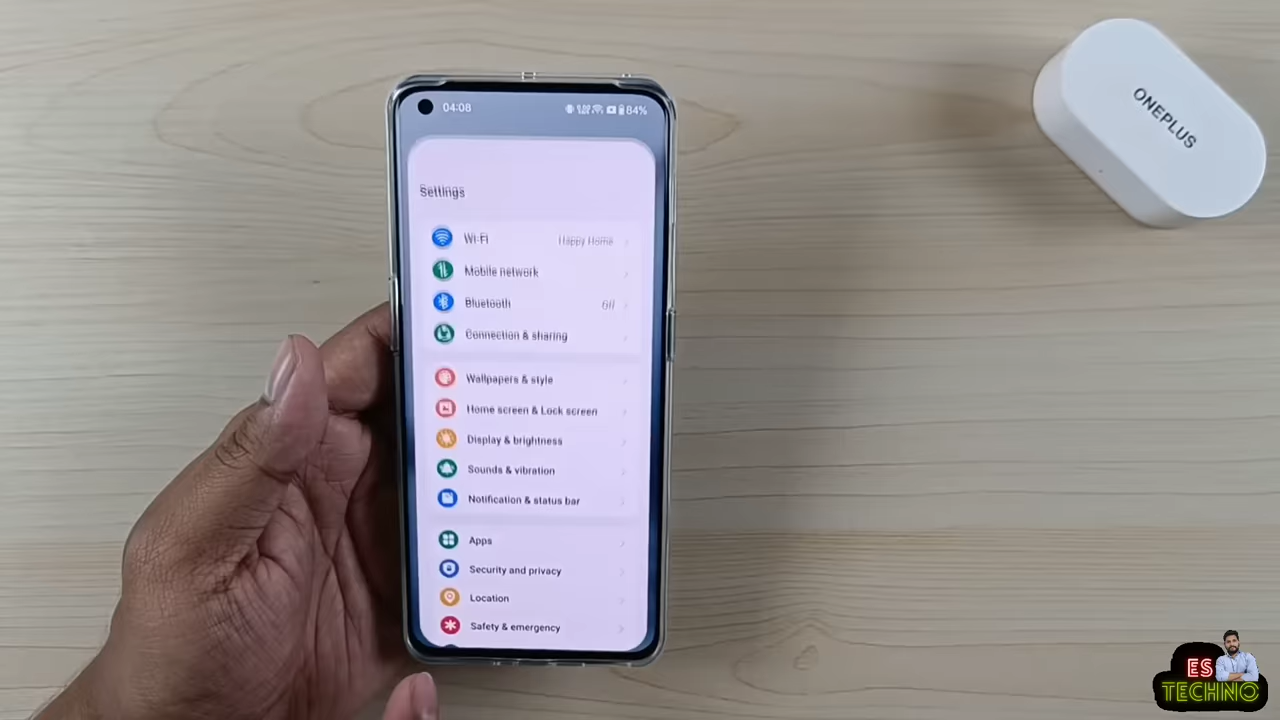 04:08
84%
ONEPLUS
Settings
Wi-Fi
Happy Home
Mobile network
Bluetooth
Off
Connection & sharing
Wallpapers & style
Home screen & Lock screen
Display & brightness
Sounds & vibration
Notification & status bar
Apps
Security and privacy
Location
Safety & emergency
ES
TECHNO